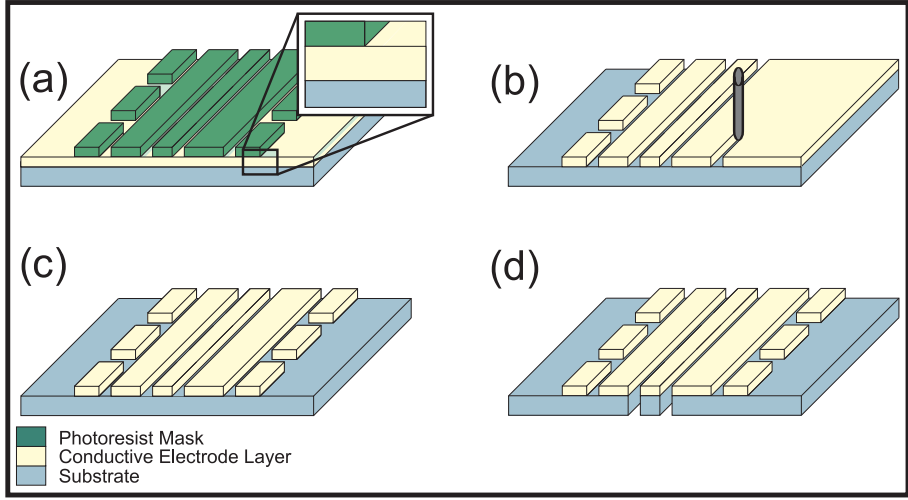 (a)
(b)
(c)
(d)
Photoresist Mask
Conductive Electrode Layer
Substrate